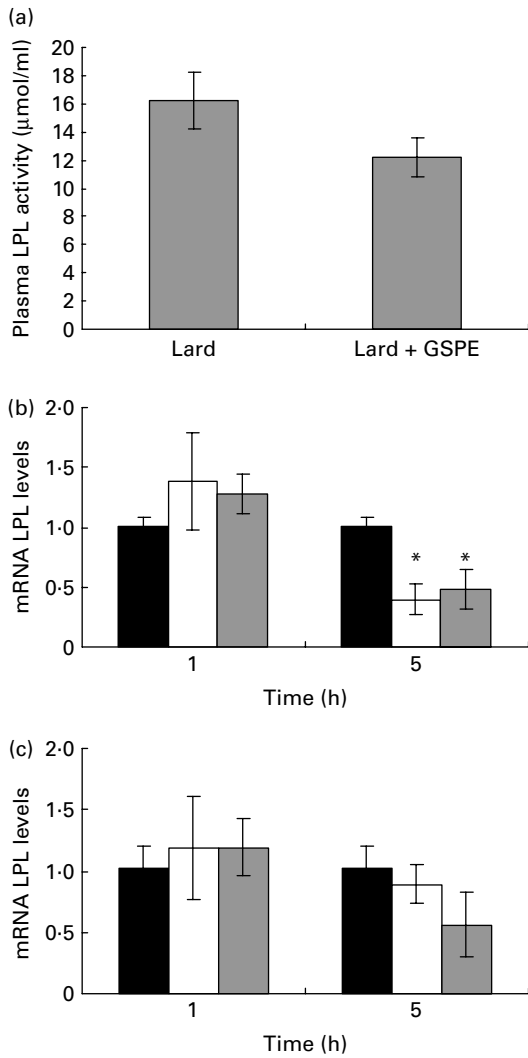 (a)
Plasma LPL activity (μmol/ml)
20
18
16
14
12
10
8
6
4
2
0
Lard
Lard + GSPE
(b)
mRNA LPL levels
2·0
1·5
1·0
0·5
0
* *
1
5
Time (h)
(c)
mRNA LPL levels
2·0
1·5
1·0
0·5
0
1
5
Time (h)